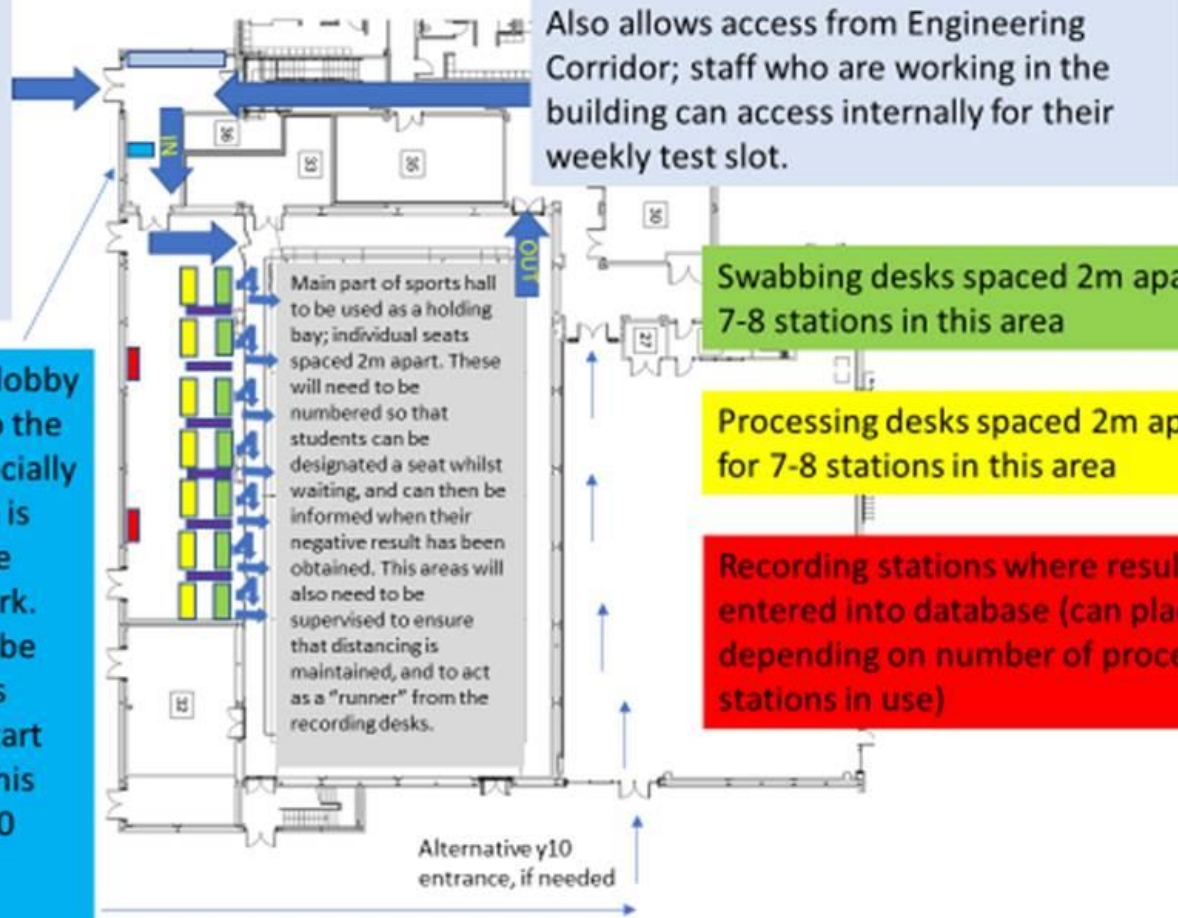 Also allows access from Engineering
Corridor; staff who are working in the
building can access internally for their
weekly test slot.
IN
36
33
35
OUT
30
27
32
Main part of sports hall
to be used as a holding
bay; individual seats
spaced 2m apart. These
will need to be
numbered so that
students can be
designated a seat whilst
waiting, and can then be
informed when their
negative result has been
obtained. This areas will
also need to be
supervised to ensure
that distancing is
maintained, and to act
as a "runner" from the
recording desks.
Swabbing desks spaced 2m apa
7-8 stations in this area
Processing desks spaced 2m ap
for 7-8 stations in this area
Recording stations where resul
entered into database (can pla
depending on number of proce
stations in use)
lobby
o the
cially
is
e
rk.
be
s
art
his
0
Alternative y10
entrance, if needed